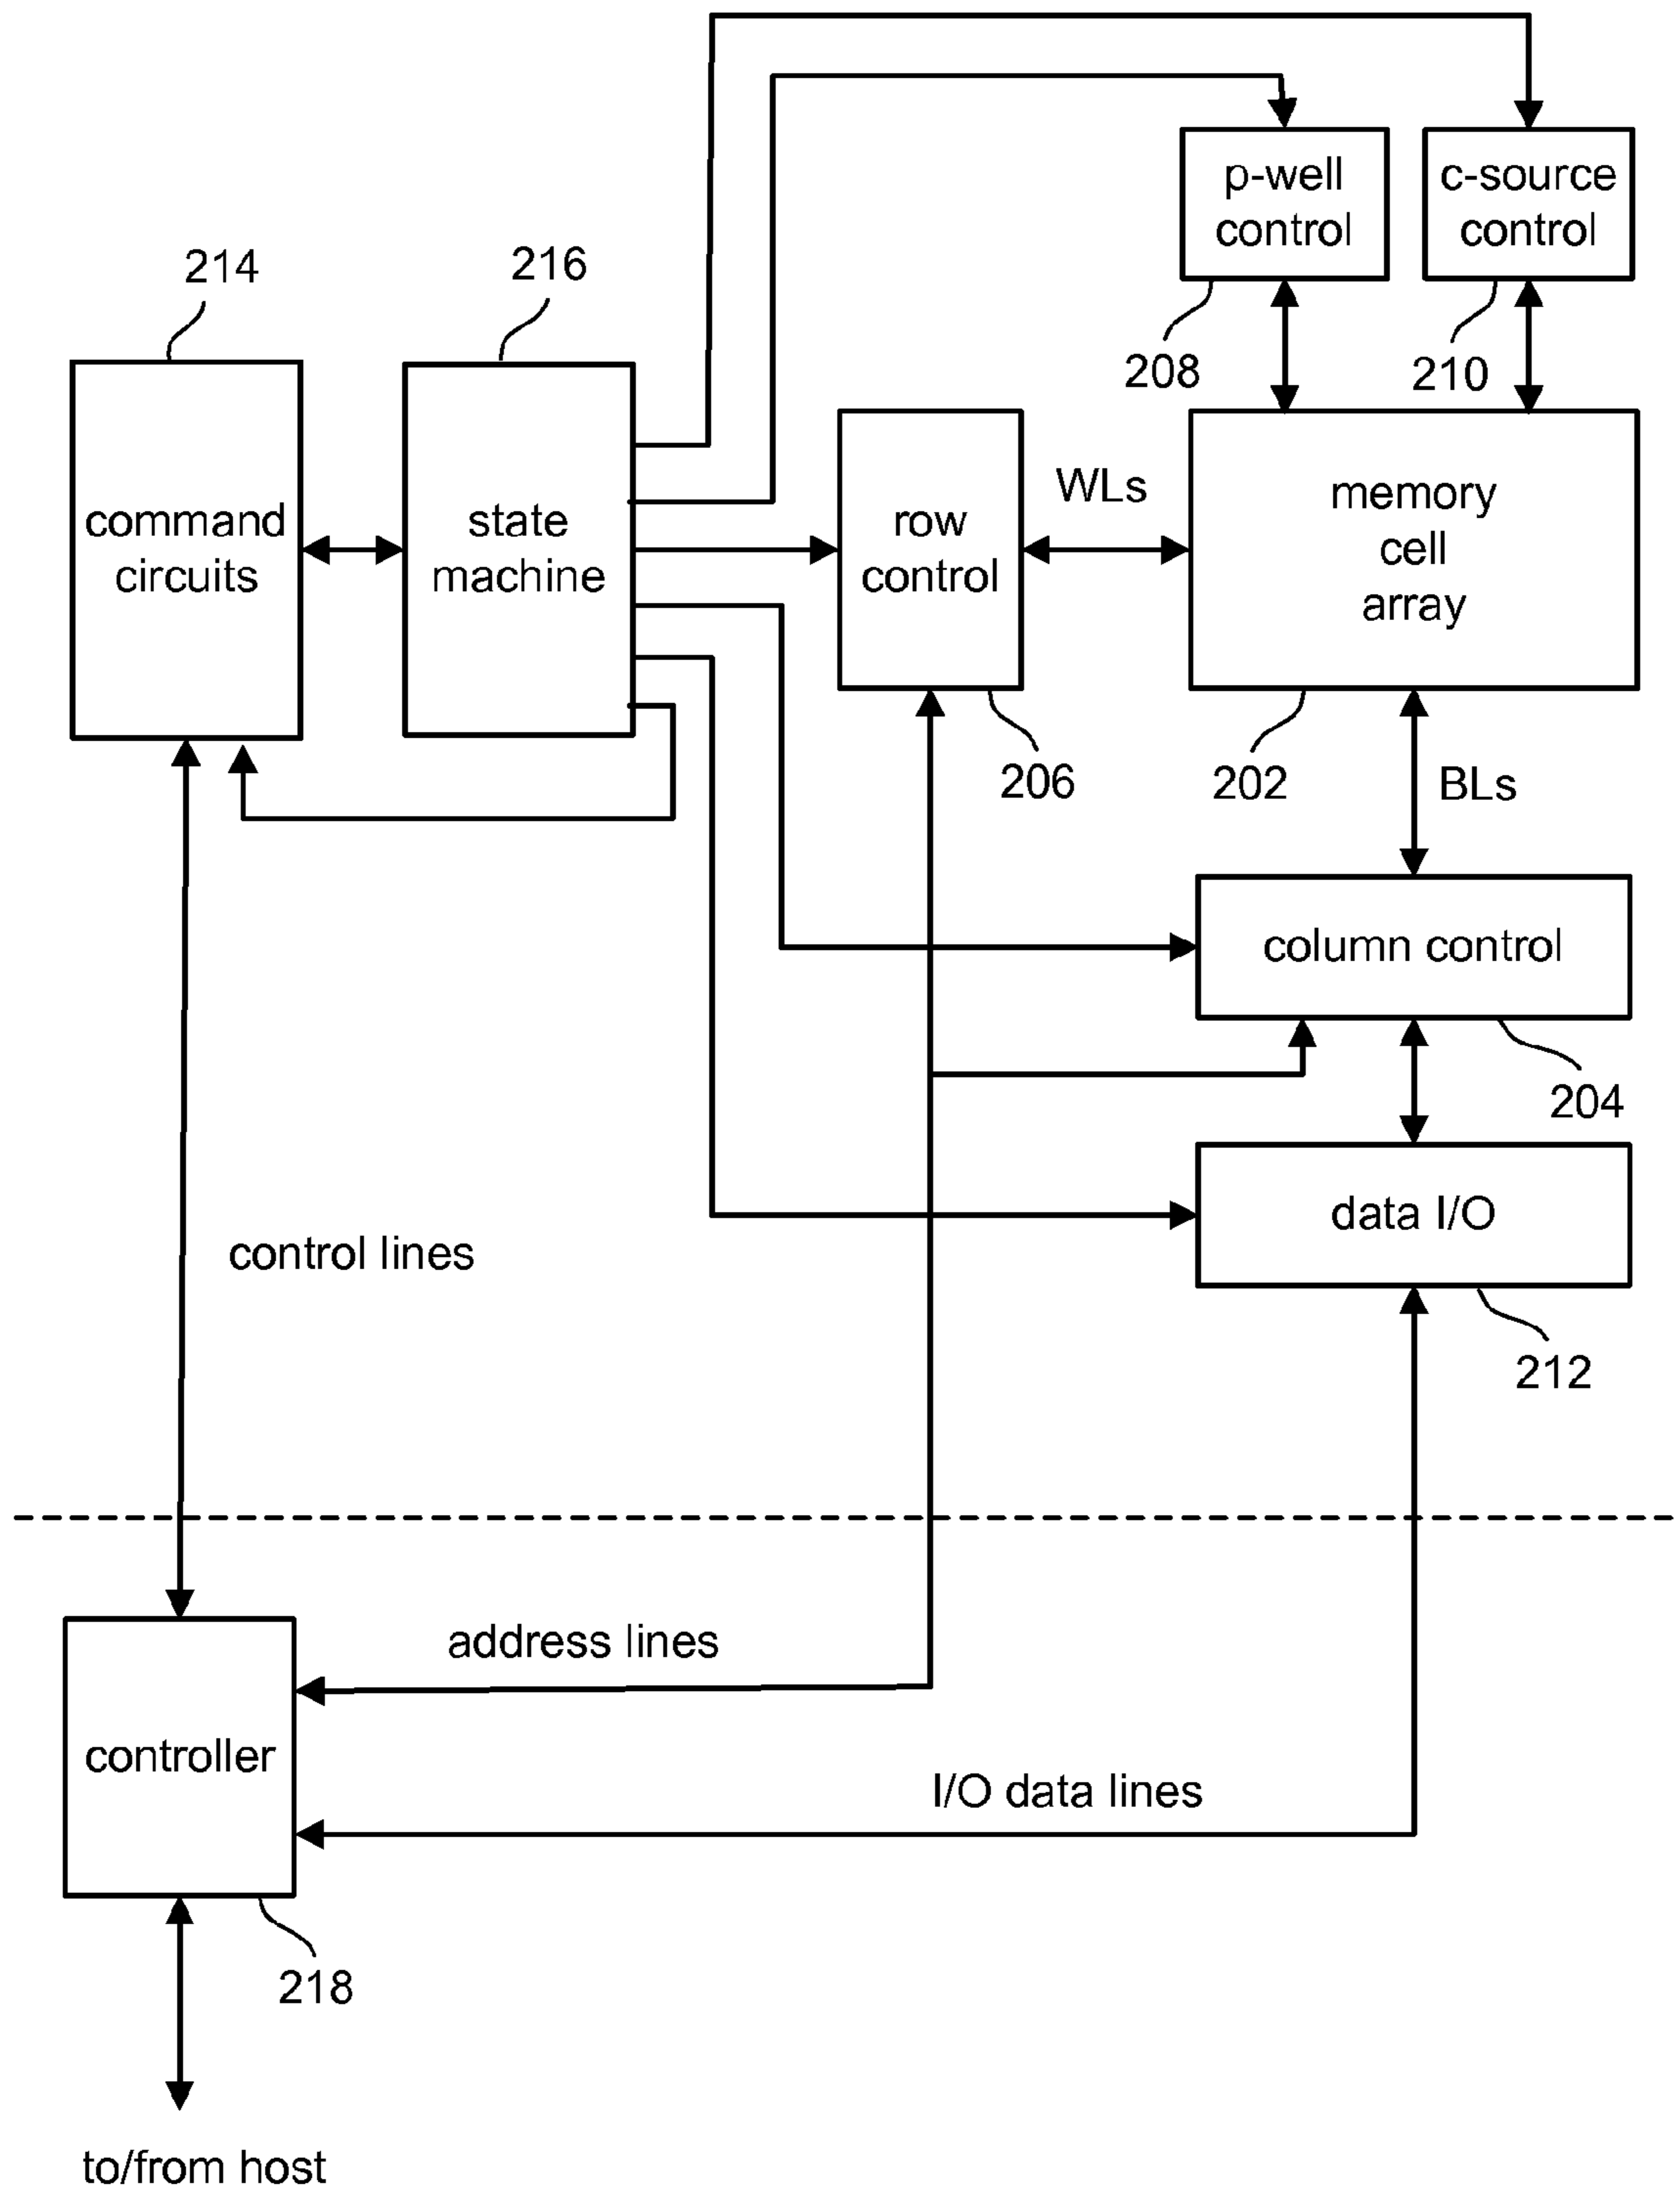 p-well
control
c-source
control
214
216
208
210
command
circuits
state
machine
row
control
WLs
memory
cell
array
206
202
BLs
column control
204
data I/O
control lines
212
address lines
controller
I/O data lines
218
to/from host